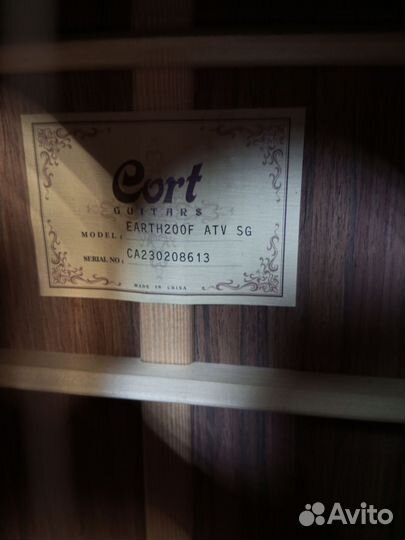 Cort
GUITARS
MODEL: EARTH200F ATV SG
SERIAL NO: CA230208613
MADE IN CHINA
Avito